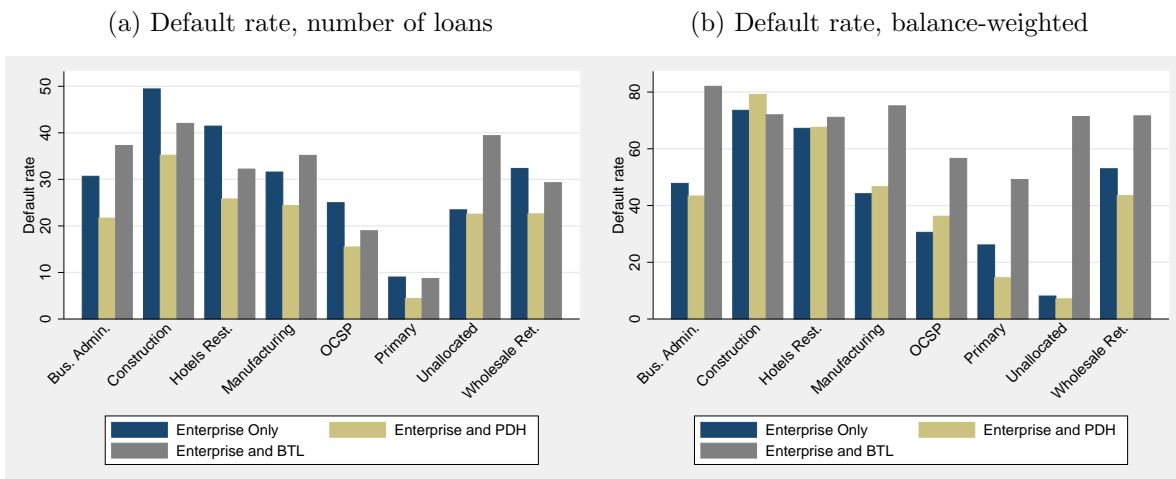 (a) Default rate, number of loans
Default rate
50
40
30
20
10
0
Bus. Admin.
Construction
Hotels Rest.
Manufacturing
OCSP
Primary
Unallocated
Wholesale Ret.
Enterprise Only
Enterprise and PDH
Enterprise and BTL
(b) Default rate, balance-weighted
Default rate
80
60
40
20
0
Bus. Admin.
Construction
Hotels Rest.
Manufacturing
OCSP
Primary
Unallocated
Wholesale Ret.
Enterprise Only
Enterprise and PDH
Enterprise and BTL